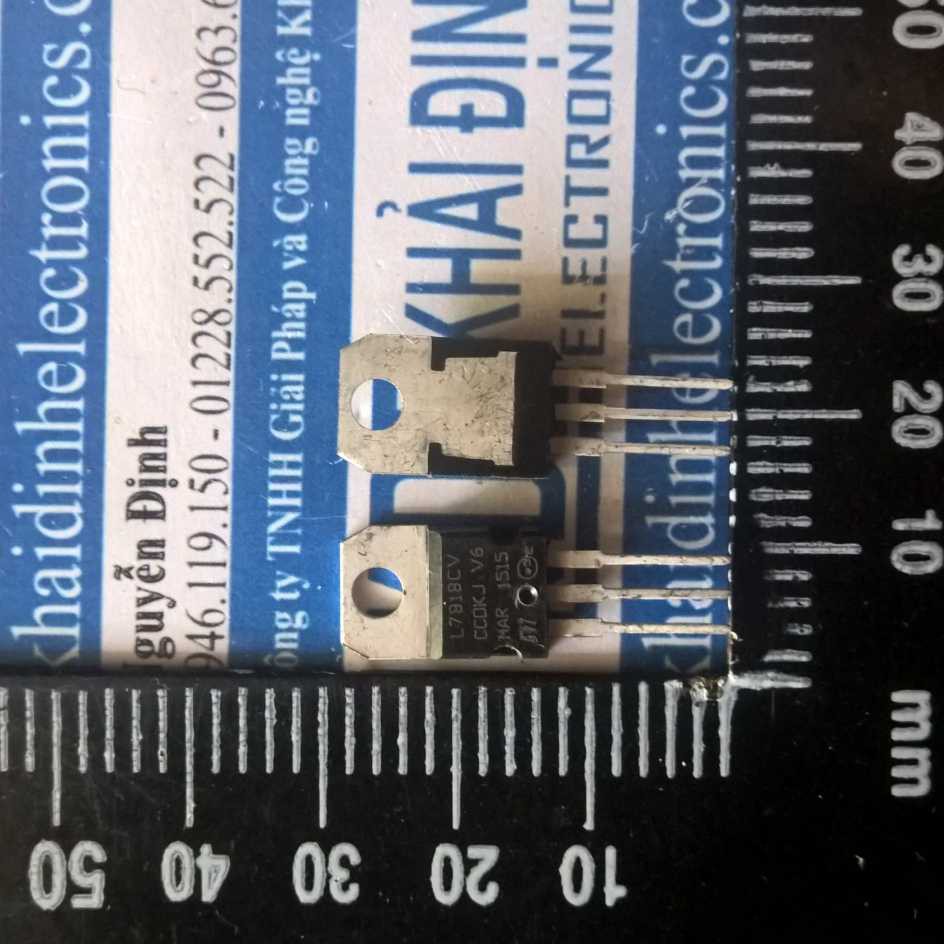 khaidinhelectronics.c
Nguyễn Định
946.119.150 - 01228.552.522 - 0963.6
ông ty TNHH Giải Pháp và Công nghệ Kh
KHẢI ĐỊN
ELECTRONIC
khaidinhelectronics.c
L7818CV
CC0KJ V6
MAR 1515
ST
e3
50
40
30
20
10
mm
50
40
30
20
10